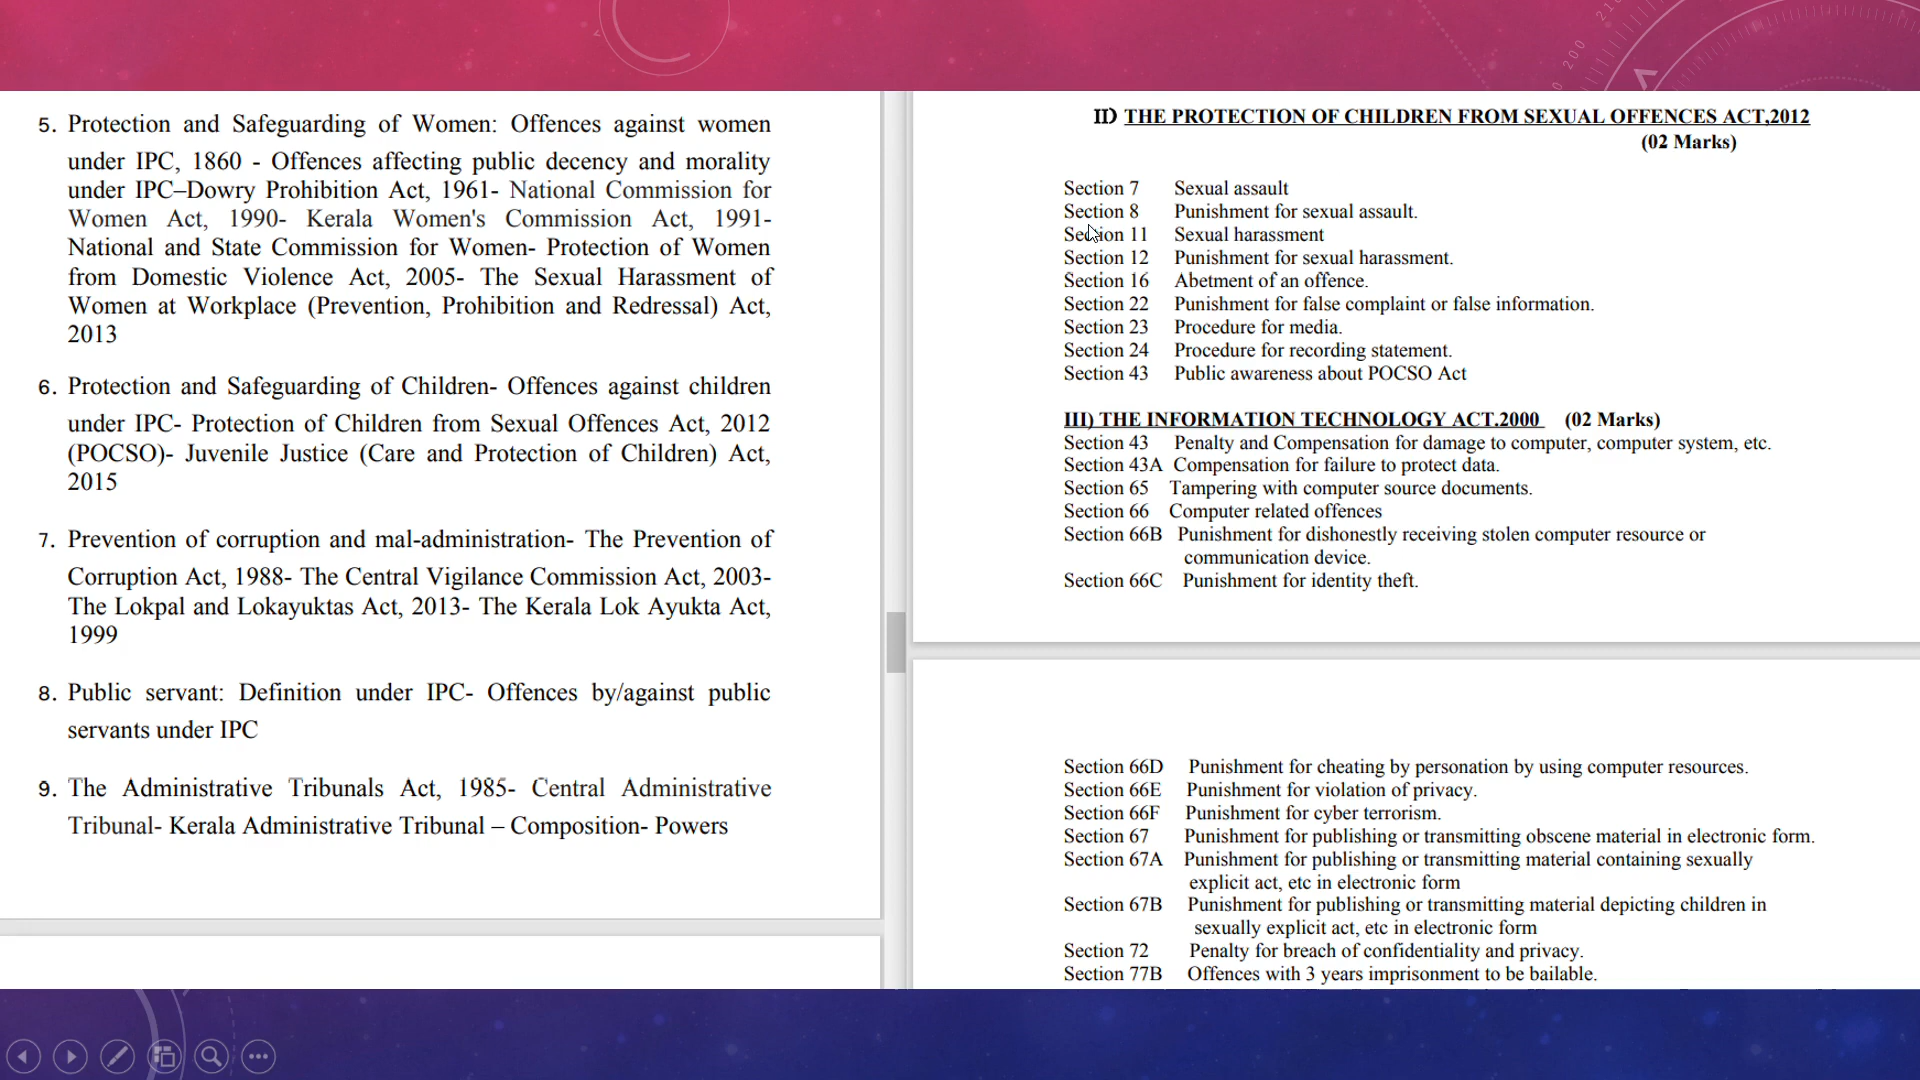 5. Protection and Safeguarding of Women: Offences against women
under IPC, 1860 - Offences affecting public decency and morality
under IPC–Dowry Prohibition Act, 1961- National Commission for
Women Act, 1990- Kerala Women's Commission Act, 1991-
National and State Commission for Women- Protection of Women
from Domestic Violence Act, 2005- The Sexual Harassment of
Women at Workplace (Prevention, Prohibition and Redressal) Act,
2013
6. Protection and Safeguarding of Children- Offences against children
under IPC- Protection of Children from Sexual Offences Act, 2012
(POCSO)- Juvenile Justice (Care and Protection of Children) Act,
2015
7. Prevention of corruption and mal-administration- The Prevention of
Corruption Act, 1988- The Central Vigilance Commission Act, 2003-
The Lokpal and Lokayuktas Act, 2013- The Kerala Lok Ayukta Act,
1999
8. Public servant: Definition under IPC- Offences by/against public
servants under IPC
9. The Administrative Tribunals Act, 1985- Central Administrative
Tribunal- Kerala Administrative Tribunal – Composition- Powers
II) THE PROTECTION OF CHILDREN FROM SEXUAL OFFENCES ACT,2012
(02 Marks)
Section 7 Sexual assault
Section 8 Punishment for sexual assault.
Section 11 Sexual harassment
Section 12 Punishment for sexual harassment.
Section 16 Abetment of an offence.
Section 22 Punishment for false complaint or false information.
Section 23 Procedure for media.
Section 24 Procedure for recording statement.
Section 43 Public awareness about POCSO Act
III) THE INFORMATION TECHNOLOGY ACT.2000 (02 Marks)
Section 43 Penalty and Compensation for damage to computer, computer system, etc.
Section 43A Compensation for failure to protect data.
Section 65 Tampering with computer source documents.
Section 66 Computer related offences
Section 66B Punishment for dishonestly receiving stolen computer resource or
communication device.
Section 66C Punishment for identity theft.
Section 66D Punishment for cheating by personation by using computer resources.
Section 66E Punishment for violation of privacy.
Section 66F Punishment for cyber terrorism.
Section 67 Punishment for publishing or transmitting obscene material in electronic form.
Section 67A Punishment for publishing or transmitting material containing sexually
explicit act, etc in electronic form
Section 67B Punishment for publishing or transmitting material depicting children in
sexually explicit act, etc in electronic form
Section 72 Penalty for breach of confidentiality and privacy.
Section 77B Offences with 3 years imprisonment to be bailable.
200